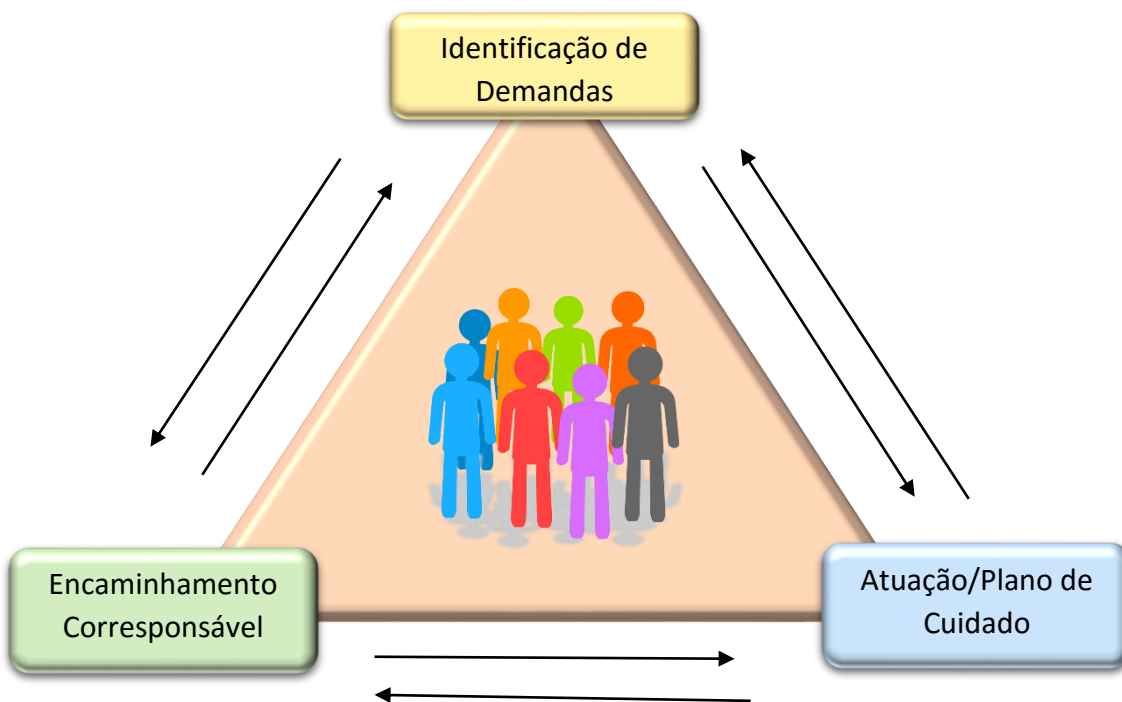 Identificação de
Demandas
Encaminhamento
Corresponsável
Atuação/Plano de
Cuidado